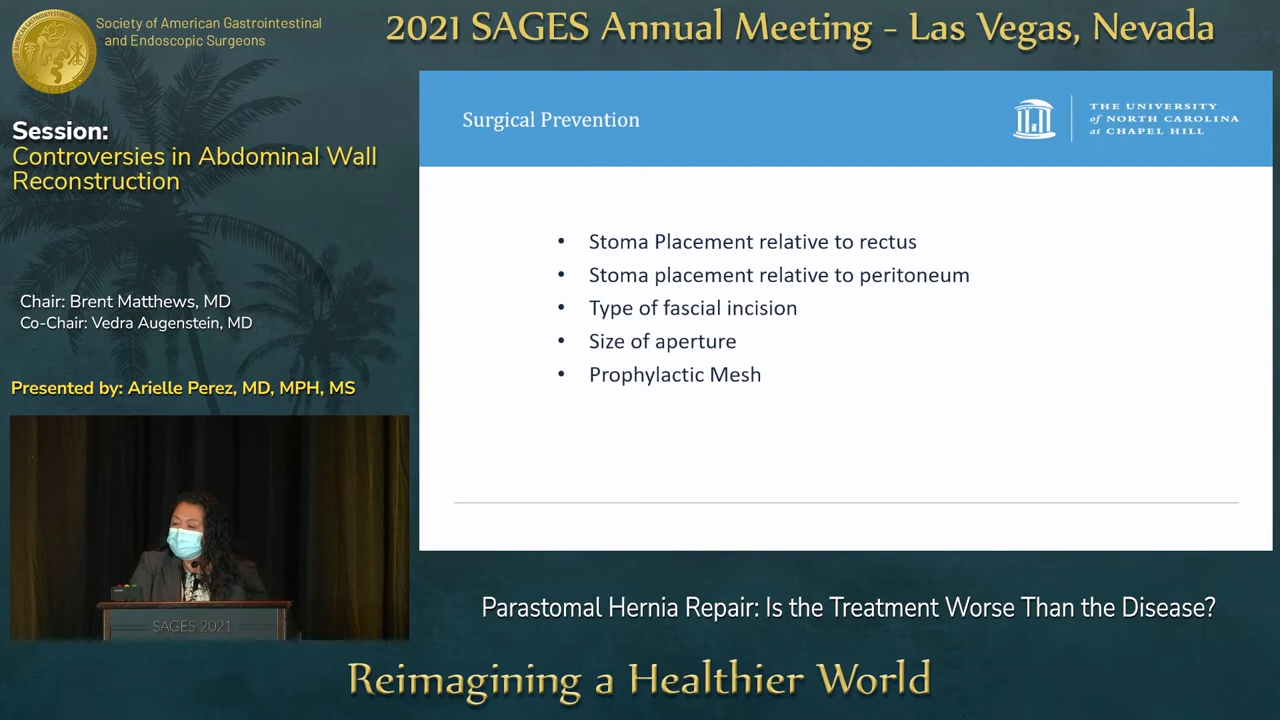 Society of American Gastrointestinal
and Endoscopic Surgeons
2021 SAGES Annual Meeting - Las Vegas, Nevada
Session:
Controversies in Abdominal Wall
Reconstruction
Chair: Brent Matthews, MD
Co-Chair: Vedra Augenstein, MD
Presented by: Arielle Perez, MD, MPH, MS
SAGES 2021
Surgical Prevention
THE UNIVERSITY
of NORTH CAROLINA
at CHAPEL HILL
• Stoma Placement relative to rectus
• Stoma placement relative to peritoneum
• Type of fascial incision
• Size of aperture
• Prophylactic Mesh
Parastomal Hernia Repair: Is the Treatment Worse Than the Disease?
Reimagining a Healthier World